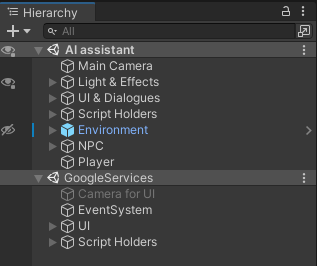 Hierarchy
All
AI assistant
Main Camera
Light & Effects
UI & Dialogues
Script Holders
Environment
NPC
Player
GoogleServices
Camera for UI
EventSystem
UI
Script Holders